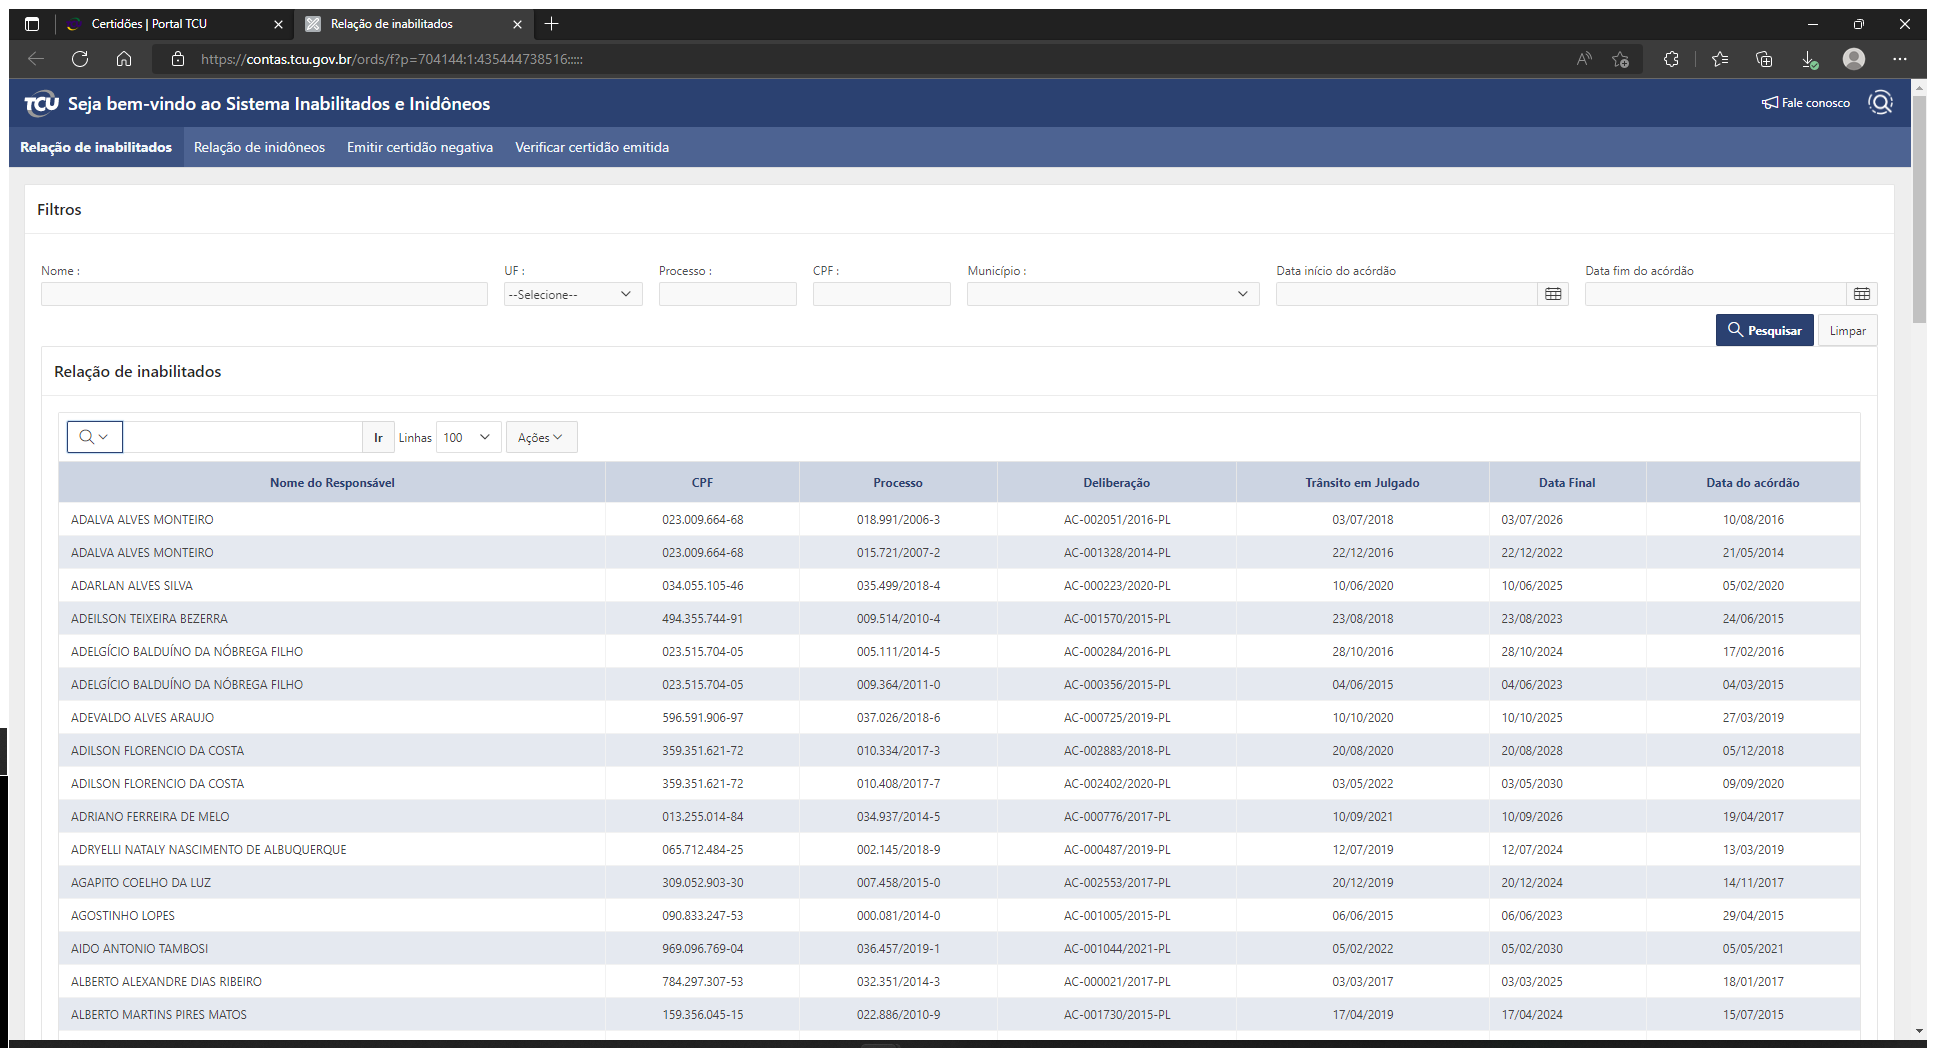 Certidões | Portal TCU
Relação de inabilitados
https://contas.tcu.gov.br/ords/f?p=704144:1:435444738516:::::
TCU Seja bem-vindo ao Sistema Inabilitados e Inidôneos
Fale conosco
Relação de inabilitados Relação de inidôneos Emitir certidão negativa Verificar certidão emitida
Filtros
Nome : UF : Processo : CPF : Município : Data início do acórdão Data fim do acórdão
--Selecione--
Pesquisar Limpar
Relação de inabilitados
Ir Linhas 100 Ações
Nome do Responsável CPF Processo Deliberação Trânsito em Julgado Data Final Data do acórdão
ADALVA ALVES MONTEIRO 023.009.664-68 018.991/2006-3 AC-002051/2016-PL 03/07/2018 03/07/2026 10/08/2016
ADALVA ALVES MONTEIRO 023.009.664-68 015.721/2007-2 AC-001328/2014-PL 22/12/2016 22/12/2022 21/05/2014
ADARLAN ALVES SILVA 034.055.105-46 035.499/2018-4 AC-000223/2020-PL 10/06/2020 10/06/2025 05/02/2020
ADEILSON TEIXEIRA BEZERRA 494.355.744-91 009.514/2010-4 AC-001570/2015-PL 23/08/2018 23/08/2023 24/06/2015
ADELGÍCIO BALDUÍNO DA NÓBREGA FILHO 023.515.704-05 005.111/2014-5 AC-000284/2016-PL 28/10/2016 28/10/2024 17/02/2016
ADELGÍCIO BALDUÍNO DA NÓBREGA FILHO 023.515.704-05 009.364/2011-0 AC-000356/2015-PL 04/06/2015 04/06/2023 04/03/2015
ADEVALDO ALVES ARAUJO 596.591.906-97 037.026/2018-6 AC-000725/2019-PL 10/10/2020 10/10/2025 27/03/2019
ADILSON FLORENCIO DA COSTA 359.351.621-72 010.334/2017-3 AC-002883/2018-PL 20/08/2020 20/08/2028 05/12/2018
ADILSON FLORENCIO DA COSTA 359.351.621-72 010.408/2017-7 AC-002402/2020-PL 03/05/2022 03/05/2030 09/09/2020
ADRIANO FERREIRA DE MELO 013.255.014-84 034.937/2014-5 AC-000776/2017-PL 10/09/2021 10/09/2026 19/04/2017
ADRYELLI NATALY NASCIMENTO DE ALBUQUERQUE 065.712.484-25 002.145/2018-9 AC-000487/2019-PL 12/07/2019 12/07/2024 13/03/2019
AGAPITO COELHO DA LUZ 309.052.903-30 007.458/2015-0 AC-002553/2017-PL 20/12/2019 20/12/2024 14/11/2017
AGOSTINHO LOPES 090.833.247-53 000.081/2014-0 AC-001005/2015-PL 06/06/2015 06/06/2023 29/04/2015
AIDO ANTONIO TAMBOSI 969.096.769-04 036.457/2019-1 AC-001044/2021-PL 05/02/2022 05/02/2030 05/05/2021
ALBERTO ALEXANDRE DIAS RIBEIRO 784.297.307-53 032.351/2014-3 AC-000021/2017-PL 03/03/2017 03/03/2025 18/01/2017
ALBERTO MARTINS PIRES MATOS 159.356.045-15 022.886/2010-9 AC-001730/2015-PL 17/04/2019 17/04/2024 15/07/2015